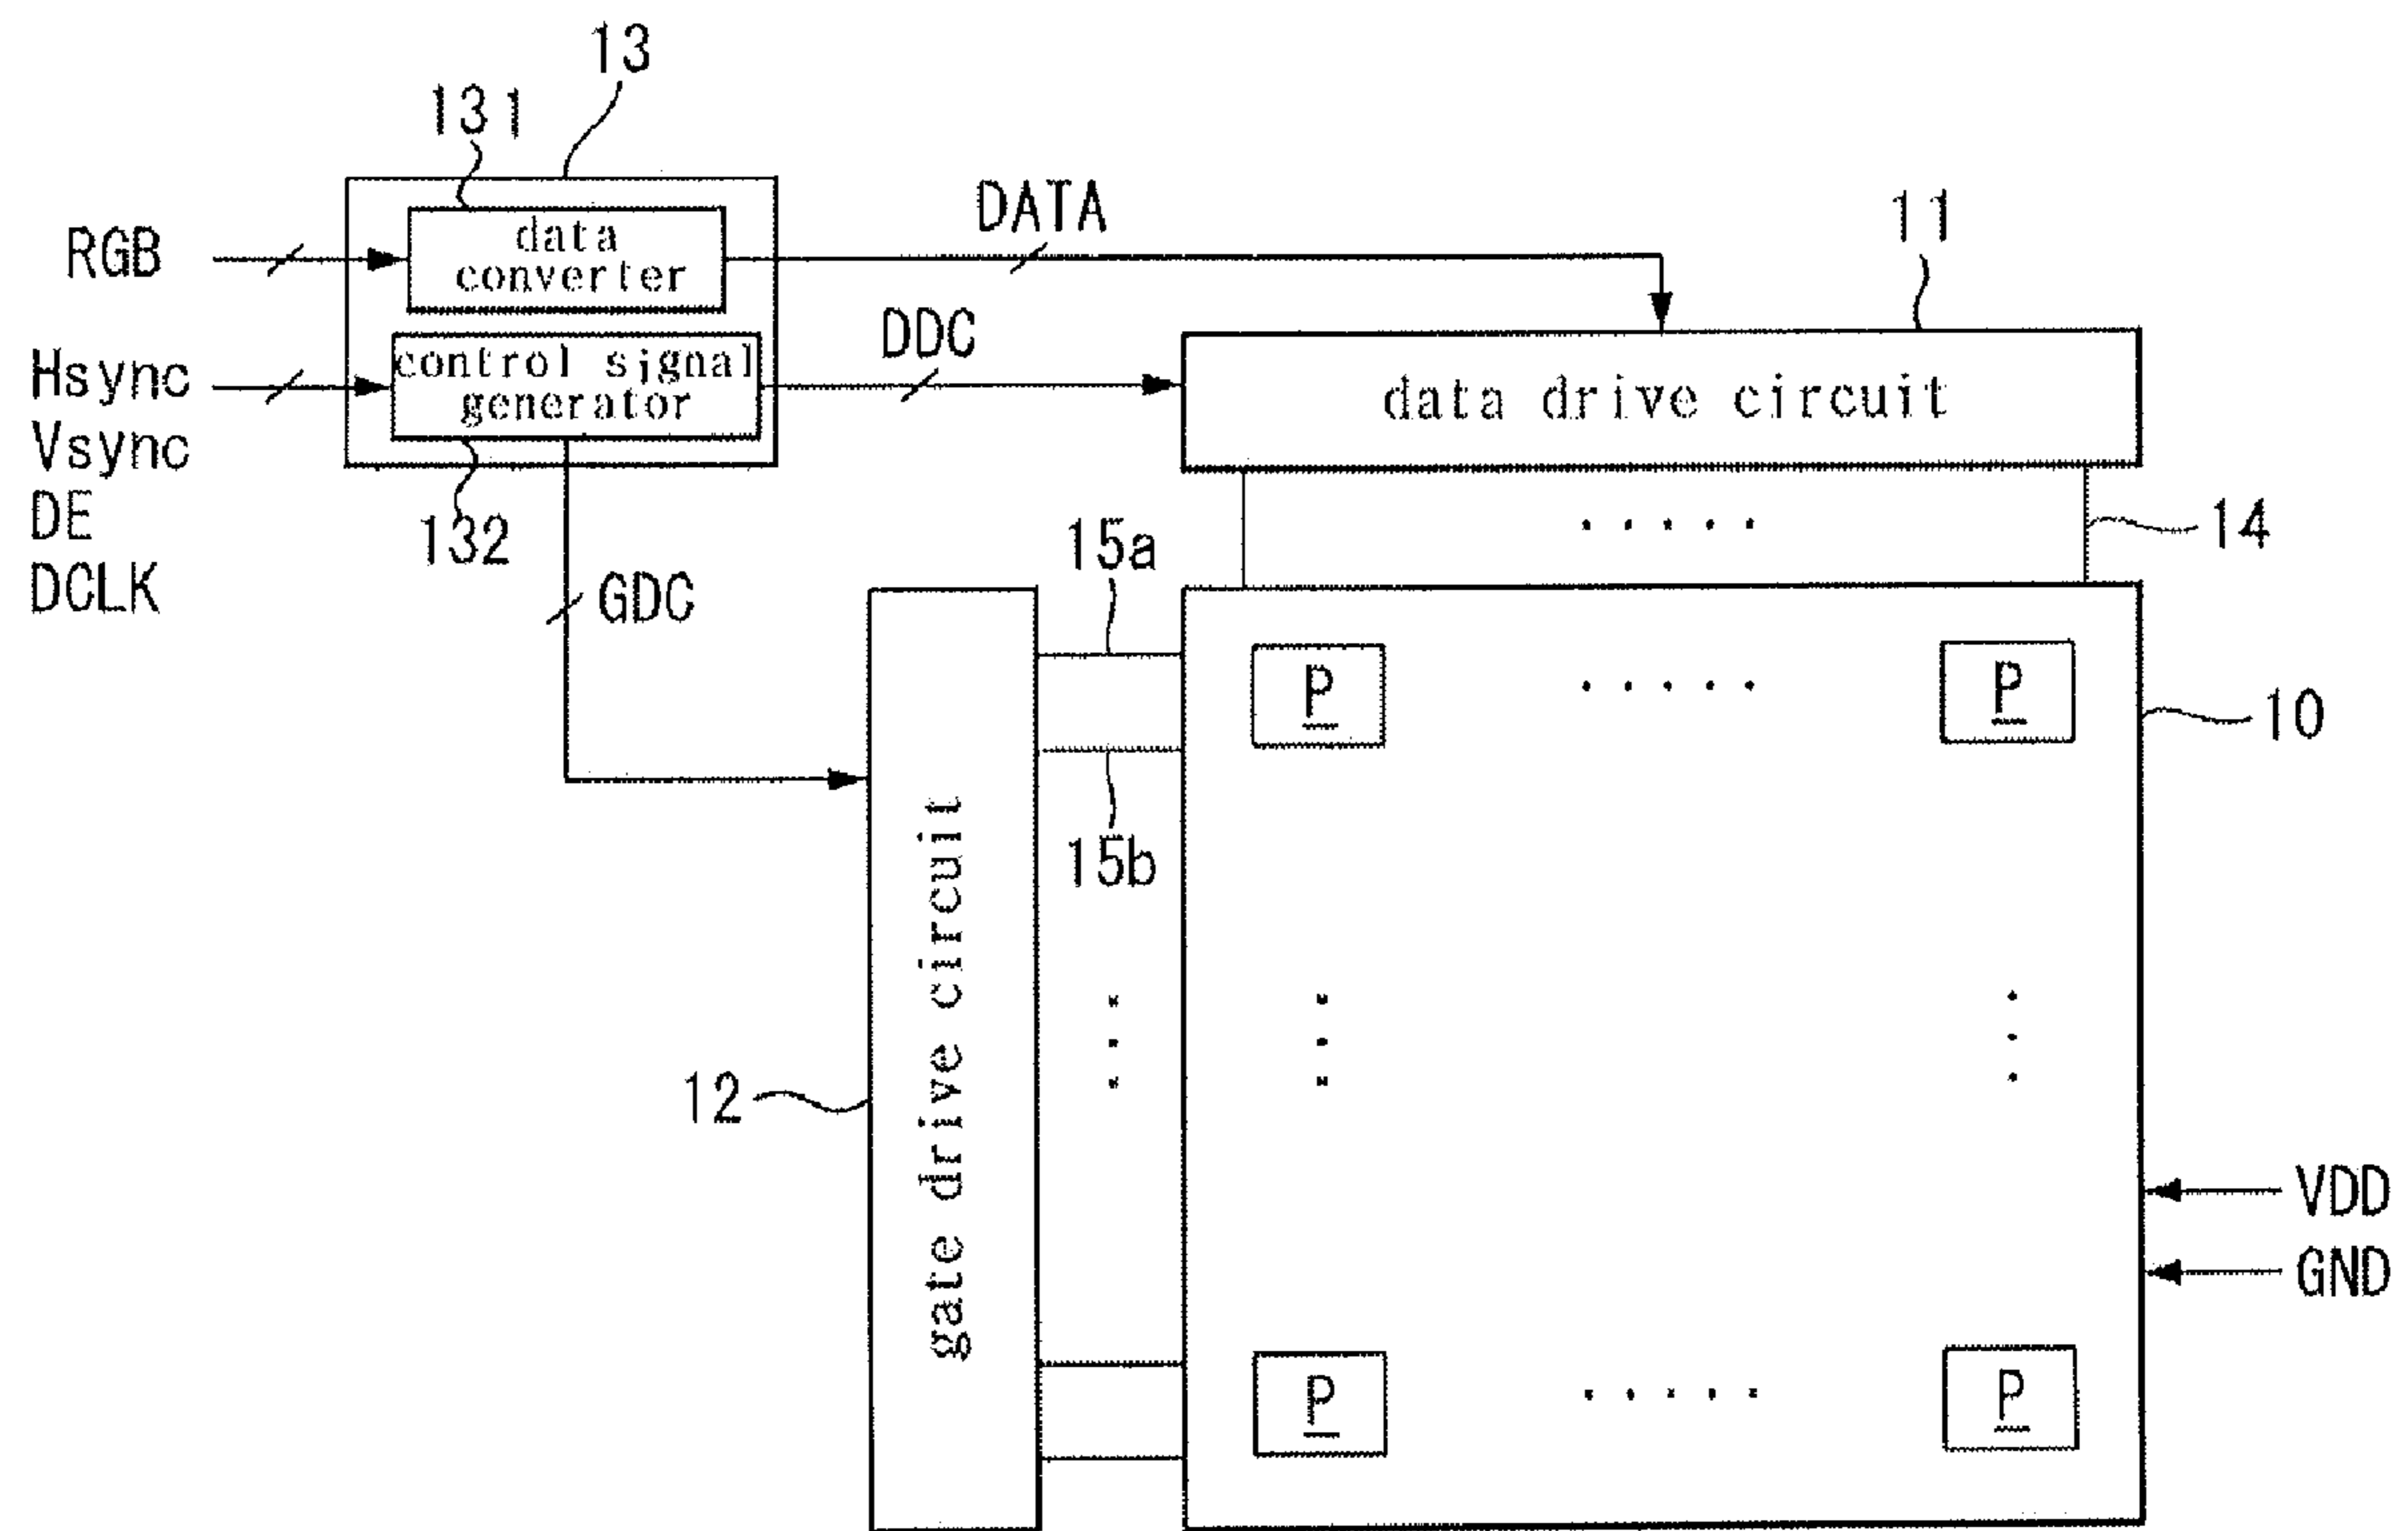 13
131
RGB
data
converter
DATA
11
Hsync
Vsync
DE
DCLK
control signal
generator
DDC
data drive circuit
132
14
GDC
15a
15b
P
P
10
gate drive circuit
12
VDD
GND
P
P